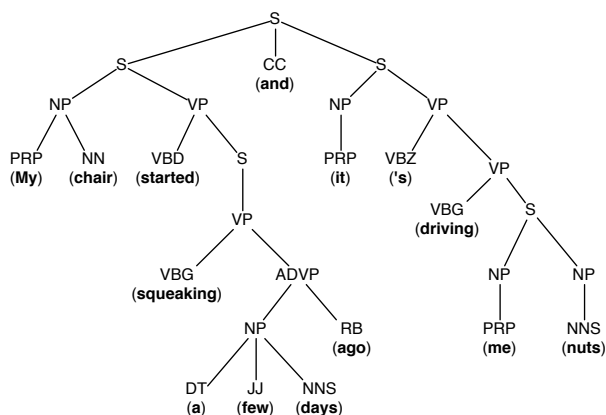 S
S CC S
(and)
NP VP NP VP
PRP NN VBD S PRP VBZ VP
(My) (chair) (started) (it) ('s)
VP VBG S
(driving)
VBG ADVP NP NP
(squeaking)
NP RB PRP NNS
(ago) (me) (nuts)
DT JJ NNS
(a) (few) (days)